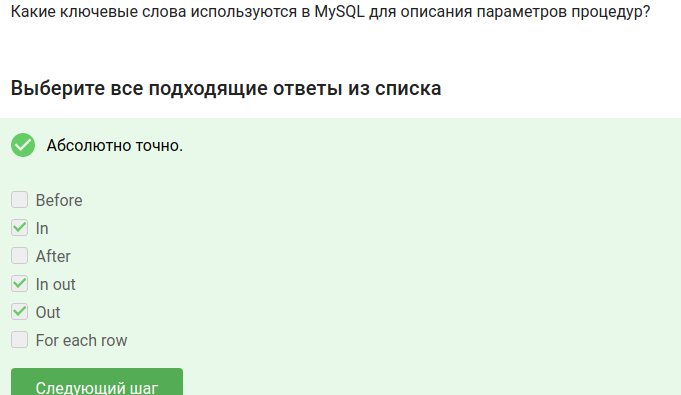 Какие ключевые слова используются в MySQL для описания параметров процедур?
Выберите все подходящие ответы из списка
Абсолютно точно.
Before
In
After
In out
Out
For each row
Следующий шаг